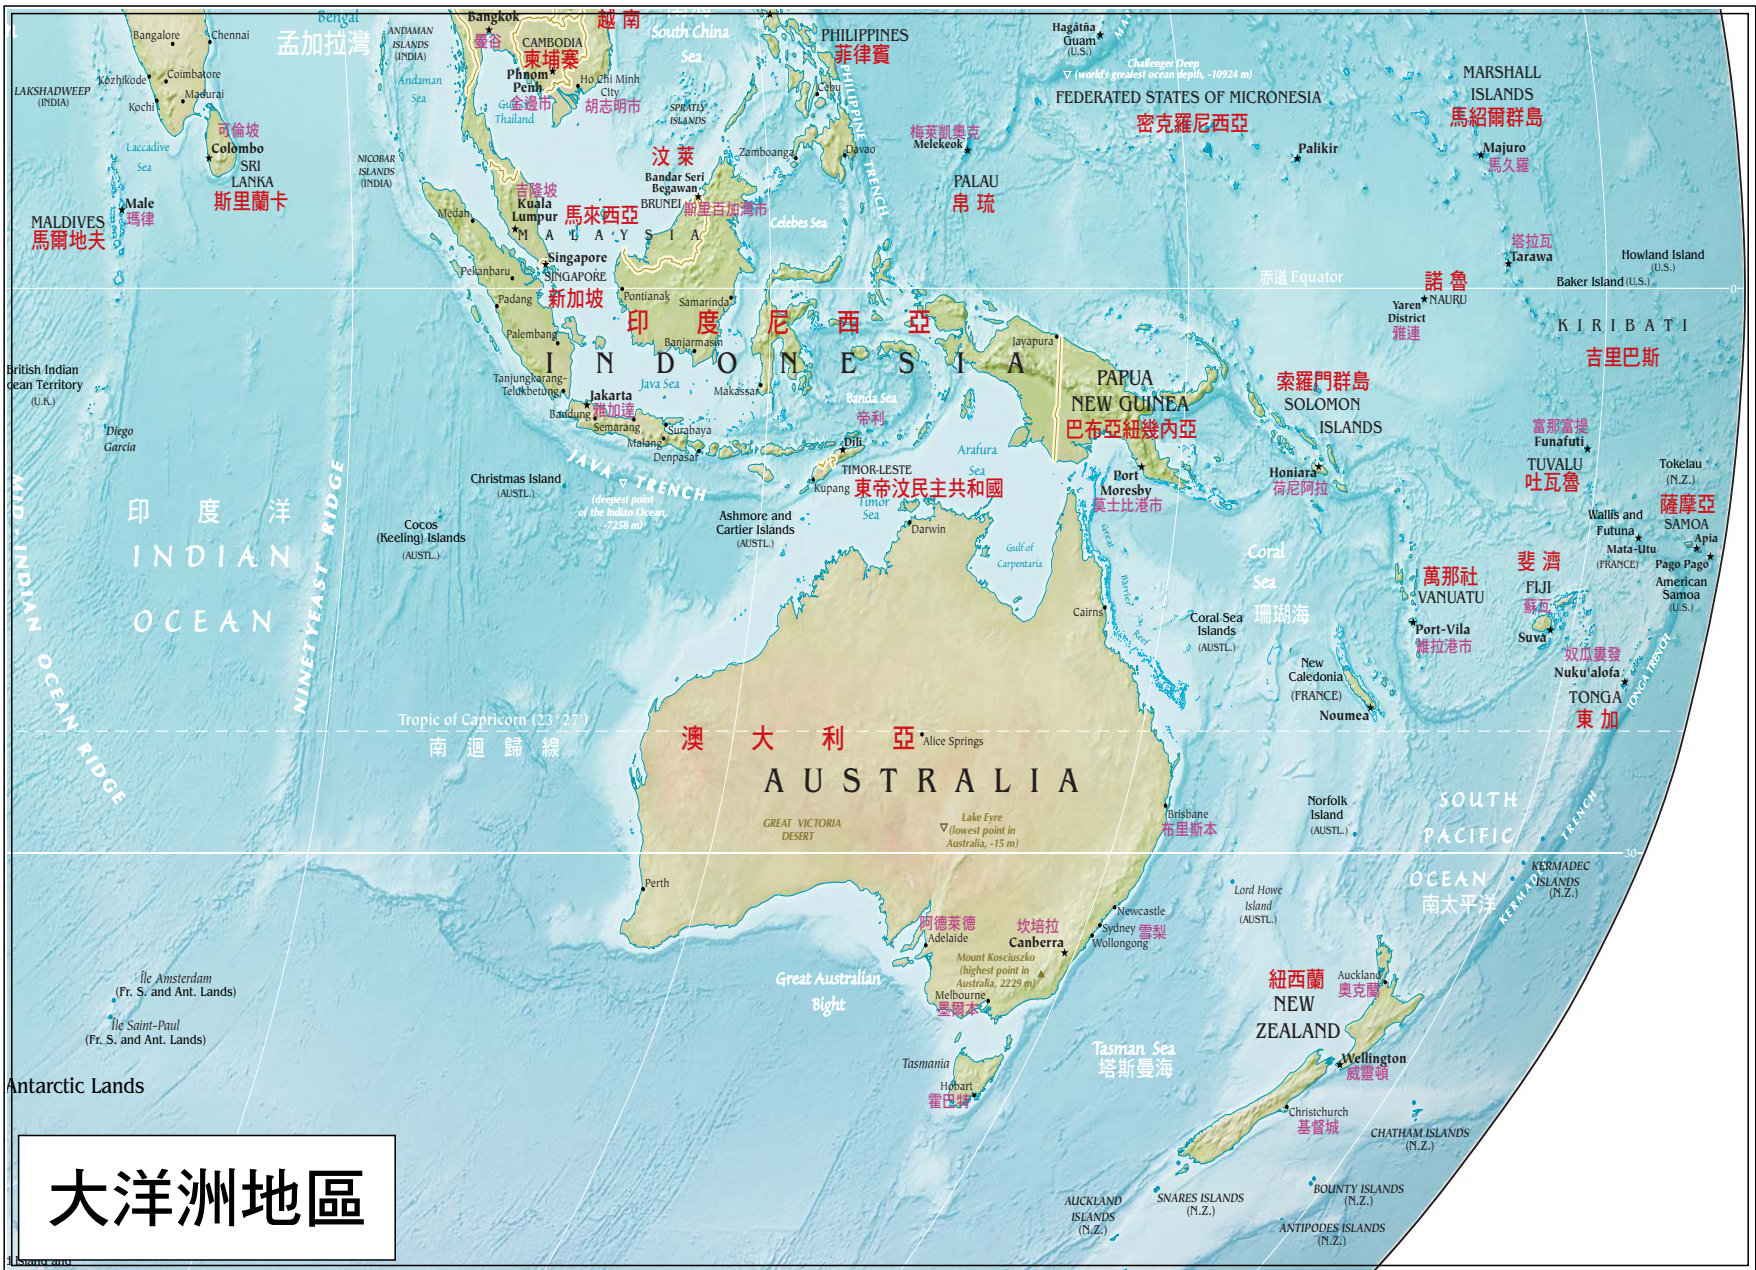 Bengal
孟加拉灣
ANDAMAN
ISLANDS
(INDIA)
Andaman
Sea
Bangkok
曼谷
CAMBODIA
柬埔寨
Phnom
Penh
金邊市
越南
Ho Chi Minh
City
胡志明市
Thailand
South China
Sea
SPRATLY
ISLANDS
PHILIPPINES
菲律賓
PHILIPPINE TRENCH
Cebu
Davao
Zamboanga
Bangalore
Chennai
Kozhikode
Coimbatore
Kochi
Madurai
LAKSHADWEEP
(INDIA)
Laccadive
Sea
可倫坡
Colombo
SRI
LANKA
斯里蘭卡
Male
瑪律
MALDIVES
馬爾地夫
NICOBAR
ISLANDS
(INDIA)
Hagåtña
Guam
(U.S.)
Challenger Deep
(world's greatest ocean depth, -10924 m)
FEDERATED STATES OF MICRONESIA
密克羅尼西亞
Palikir
MARSHALL
ISLANDS
馬紹爾群島
Majuro
馬久羅
梅萊凱奧克
Melekeok
PALAU
帛琉
汶萊
Bandar Seri
Begawan
BRUNEI
斯里百加灣市
吉隆坡
Kuala
Lumpur
馬來西亞
MALAYSIA
Medan
Singapore
SINGAPORE
新加坡
Pekanbaru
Padang
Palembang
Pontianak
Samarinda
Banjarmasin
Celebes Sea
印度尼西亞
INDONESIA
Tanjungkarang-
Telukbetung
Java Sea
Makassar
Jakarta
雅加達
Bandung
Semarang
Surabaya
Malang
Denpasar
Banda Sea
帝利
Dili
TIMOR-LESTE
東帝汶民主共和國
Kupang
Timor
Sea
Arafura
Sea
Jayapura
PAPUA
NEW GUINEA
巴布亞紐幾內亞
Port
Moresby
莫士比港市
赤道 Equator
0
塔拉瓦
Tarawa
Howland Island
(U.S.)
Baker Island (U.S.)
諾魯
NAURU
Yaren
District
雅連
KIRIBATI
吉里巴斯
索羅門群島
SOLOMON
ISLANDS
Honiara
荷尼阿拉
富那富提
Funafuti
TUVALU
吐瓦魯
Tokelau
(N.Z.)
薩摩亞
SAMOA
Apia
Wallis and
Futuna
Mata-Utu
(FRANCE)
Pago Pago
American
Samoa
(U.S.)
斐濟
FIJI
蘇瓦
Suva
萬那社
VANUATU
Port-Vila
維拉港市
奴瓜婁發
Nuku'alofa
TONGA
東加
TONGA TRENCH
British Indian
Ocean Territory
(U.K.)
Diego
Garcia
MID-INDIAN OCEAN RIDGE
NINETYEAST RIDGE
印度洋
INDIAN
OCEAN
Christmas Island
(AUSTL.)
Cocos
(Keeling) Islands
(AUSTL.)
JAVA TRENCH
(deepest point
of the Indian Ocean,
-7258 m)
Ashmore and
Cartier Islands
(AUSTL.)
Darwin
Gulf of
Carpentaria
Great Barrier Reef
Cairns
Coral
Sea
珊瑚海
Coral Sea
Islands
(AUSTL.)
New
Caledonia
(FRANCE)
Noumea
Tropic of Capricorn (23°27')
南迴歸線
澳大利亞
Alice Springs
AUSTRALIA
GREAT VICTORIA
DESERT
Lake Eyre
(lowest point in
Australia, -15 m)
Brisbane
布里斯本
Norfolk
Island
(AUSTL.)
SOUTH
PACIFIC
OCEAN
南太平洋
30
KERMADEC TRENCH
KERMADEC
ISLANDS
(N.Z.)
Lord Howe
Island
(AUSTL.)
Perth
Newcastle
Sydney 雪梨
Wollongong
阿德萊德
Adelaide
坎培拉
Canberra
Mount Kosciuszko
(highest point in
Australia, 2229 m)
Melbourne
墨爾本
Great Australian
Bight
Île Amsterdam
(Fr. S. and Ant. Lands)
Île Saint-Paul
(Fr. S. and Ant. Lands)
Antarctic Lands
Tasmania
Hobart
霍巴特
Tasman Sea
塔斯曼海
紐西蘭
NEW
ZEALAND
Auckland
奧克蘭
Wellington
威靈頓
Christchurch
基督城
CHATHAM ISLANDS
(N.Z.)
BOUNTY ISLANDS
(N.Z.)
ANTIPODES ISLANDS
(N.Z.)
SNARES ISLANDS
(N.Z.)
AUCKLAND
ISLANDS
(N.Z.)
大洋洲地區